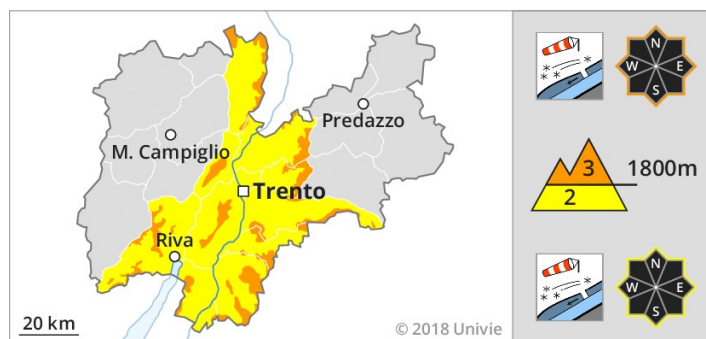 Predazzo
M. Campiglio
Trento
Riva
20 km
© 2018 Univie
N
W E
S
3 1800m
2
N
W E
S